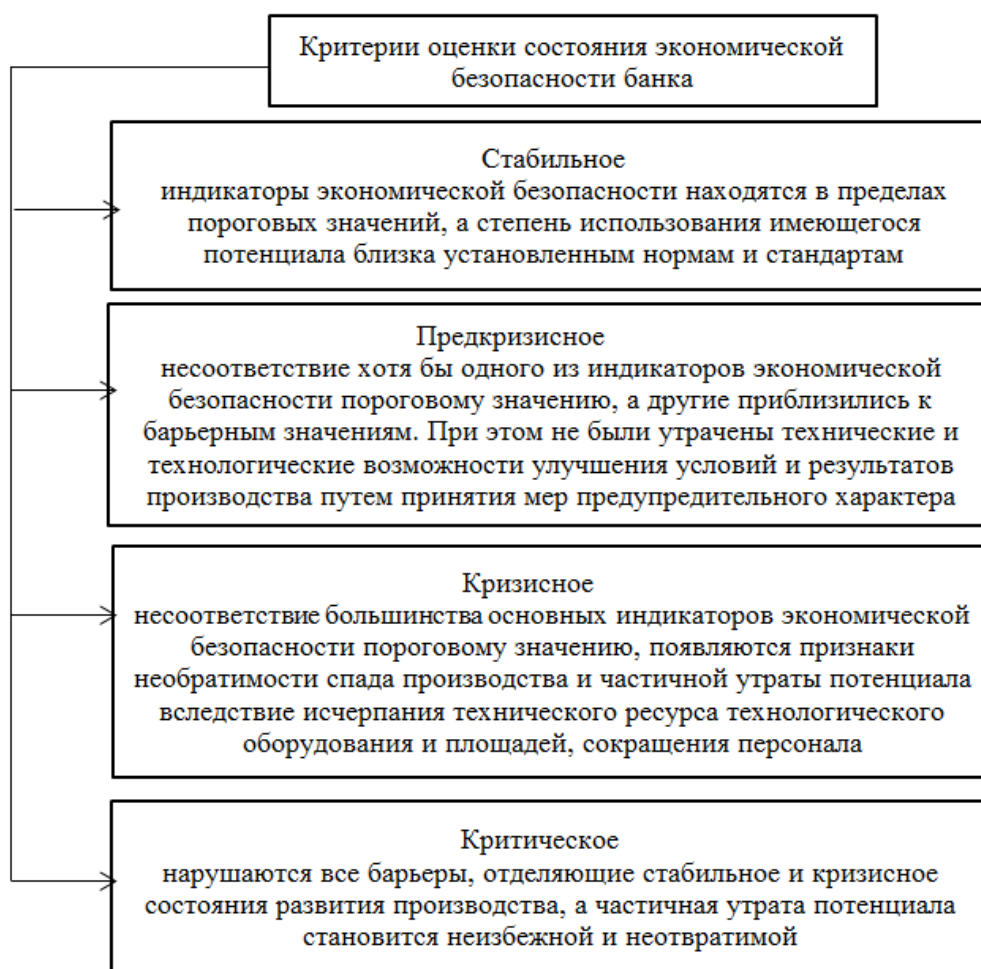 Критерии оценки состояния экономической
безопасности банка
Стабильное
индикаторы экономической безопасности находятся в пределах
пороговых значений, а степень использования имеющегося
потенциала близка установленным нормам и стандартам
Предкризисное
несоответствие хотя бы одного из индикаторов экономической
безопасности пороговому значению, а другие приблизились к
барьерным значениям. При этом не были утрачены технические и
технологические возможности улучшения условий и результатов
производства путем принятия мер предупредительного характера
Кризисное
несоответствие большинства основных индикаторов экономической
безопасности пороговому значению, появляются признаки
необратимости спада производства и частичной утраты потенциала
вследствие исчерпания технического ресурса технологического
оборудования и площадей, сокращения персонала
Критическое
нарушаются все барьеры, отделяющие стабильное и кризисное
состояния развития производства, а частичная утрата потенциала
становится неизбежной и неотвратимой